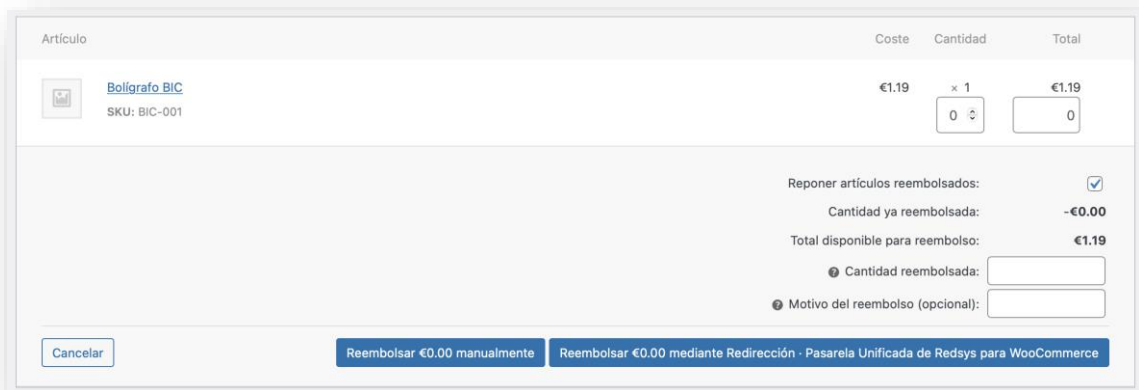 Artículo Coste Cantidad Total
Bolígrafo BIC €1.19 × 1 €1.19
SKU: BIC-001 0 0
Reponer artículos reembolsados:
Cantidad ya reembolsada: -€0.00
Total disponible para reembolso: €1.19
Cantidad reembolsada:
Motivo del reembolso (opcional):
Cancelar Reembolsar €0.00 manualmente Reembolsar €0.00 mediante Redirección · Pasarela Unificada de Redsys para WooCommerce